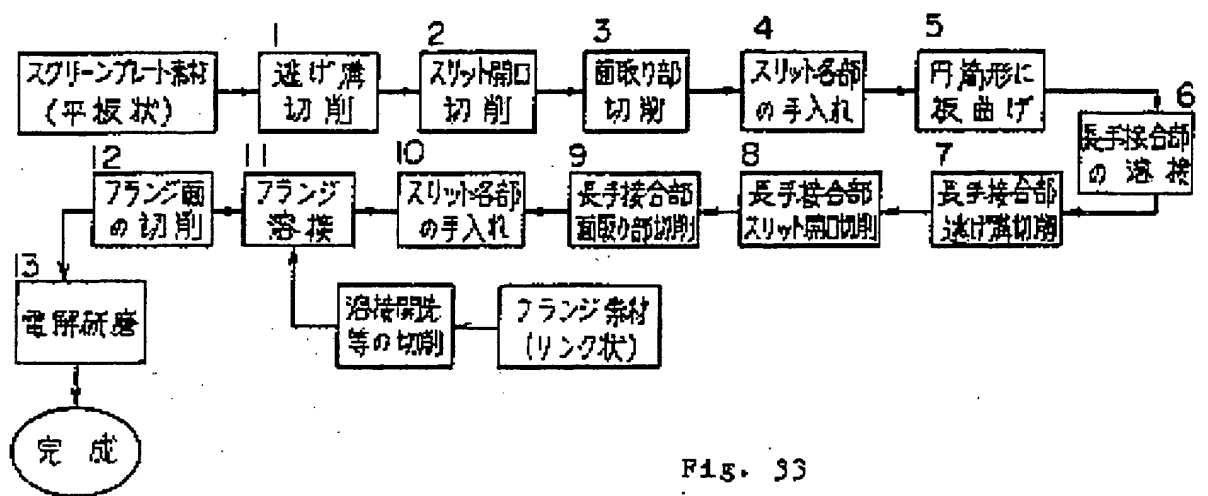 1
スクリーンプレート素材
(平板状)
逃げ溝
切削
2
スリット開口
切削
3
面取り部
切削
4
スリット各部
の手入れ
5
円筒形に
板曲げ
6
長手接合部
の溶接
7
長手接合部
逃げ溝切削
8
長手接合部
スリット開口切削
9
長手接合部
面取り部切削
10
スリット各部
の手入れ
11
フランジ
溶接
12
フランジ面
の切削
13
電解研磨
溶接開先
等の切削
フランジ素材
(リング状)
完成
Fig. 33